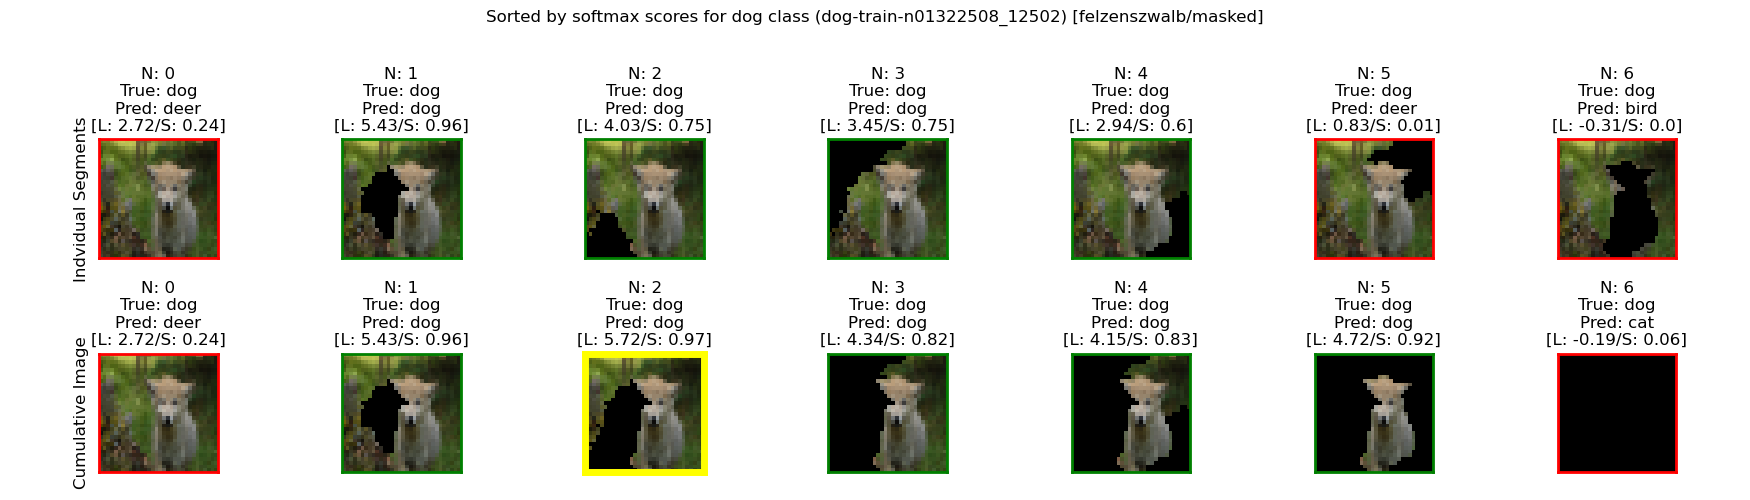 Sorted by softmax scores for dog class (dog-train-n01322508_12502) [felzenszwalb/masked]
Indvidual Segments
N: 0
True: dog
Pred: deer
[L: 2.72/S: 0.24]
N: 1
True: dog
Pred: dog
[L: 5.43/S: 0.96]
N: 2
True: dog
Pred: dog
[L: 4.03/S: 0.75]
N: 3
True: dog
Pred: dog
[L: 3.45/S: 0.75]
N: 4
True: dog
Pred: dog
[L: 2.94/S: 0.6]
N: 5
True: dog
Pred: deer
[L: 0.83/S: 0.01]
N: 6
True: dog
Pred: bird
[L: -0.31/S: 0.0]
Cumulative Image
N: 0
True: dog
Pred: deer
[L: 2.72/S: 0.24]
N: 1
True: dog
Pred: dog
[L: 5.43/S: 0.96]
N: 2
True: dog
Pred: dog
[L: 5.72/S: 0.97]
N: 3
True: dog
Pred: dog
[L: 4.34/S: 0.82]
N: 4
True: dog
Pred: dog
[L: 4.15/S: 0.83]
N: 5
True: dog
Pred: dog
[L: 4.72/S: 0.92]
N: 6
True: dog
Pred: cat
[L: -0.19/S: 0.06]